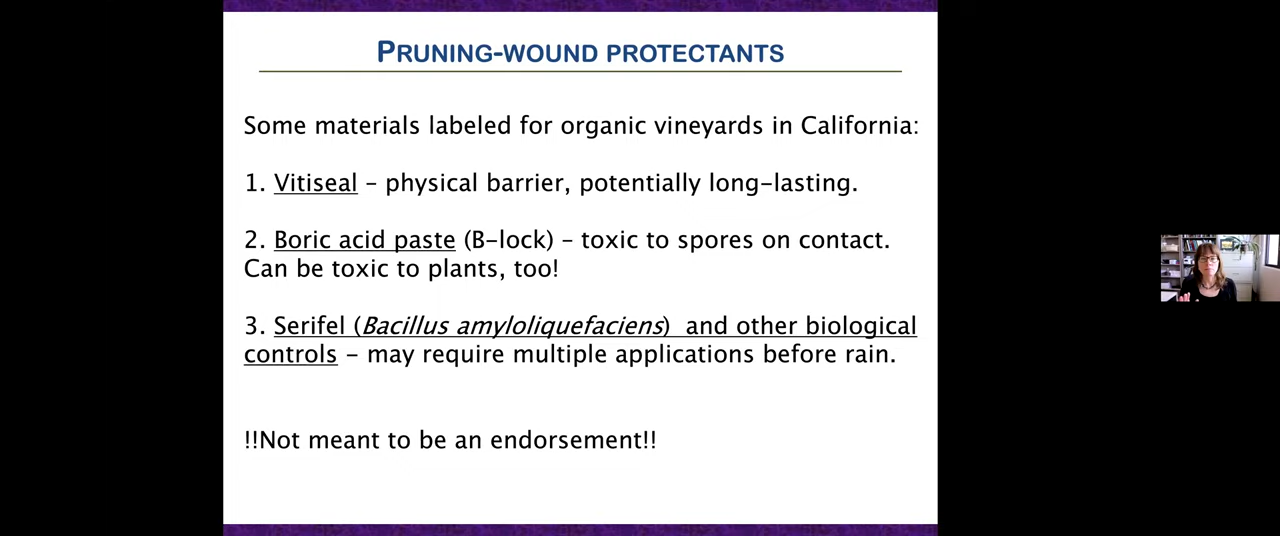 PRUNING-WOUND PROTECTANTS
Some materials labeled for organic vineyards in California:
1. Vitiseal – physical barrier, potentially long-lasting.
2. Boric acid paste (B-lock) – toxic to spores on contact.
Can be toxic to plants, too!
3. Serifel (Bacillus amyloliquefaciens) and other biological
controls – may require multiple applications before rain.
!!Not meant to be an endorsement!!